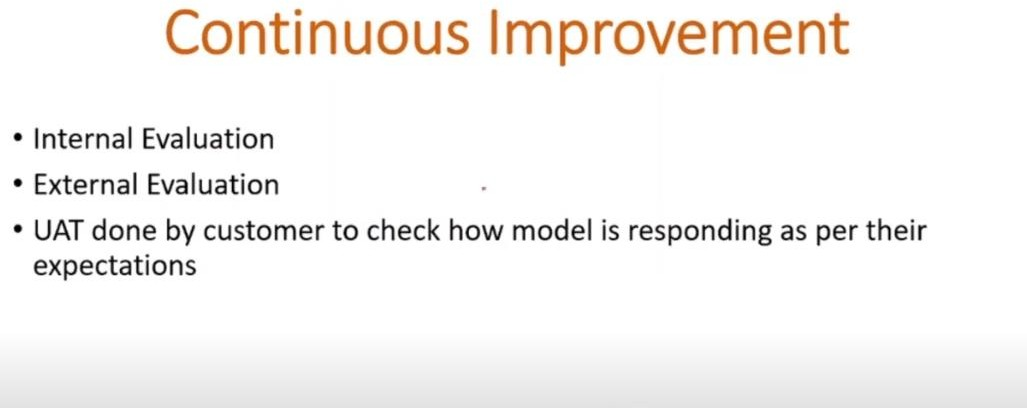 Continuous Improvement
• Internal Evaluation
• External Evaluation
• UAT done by customer to check how model is responding as per their
expectations